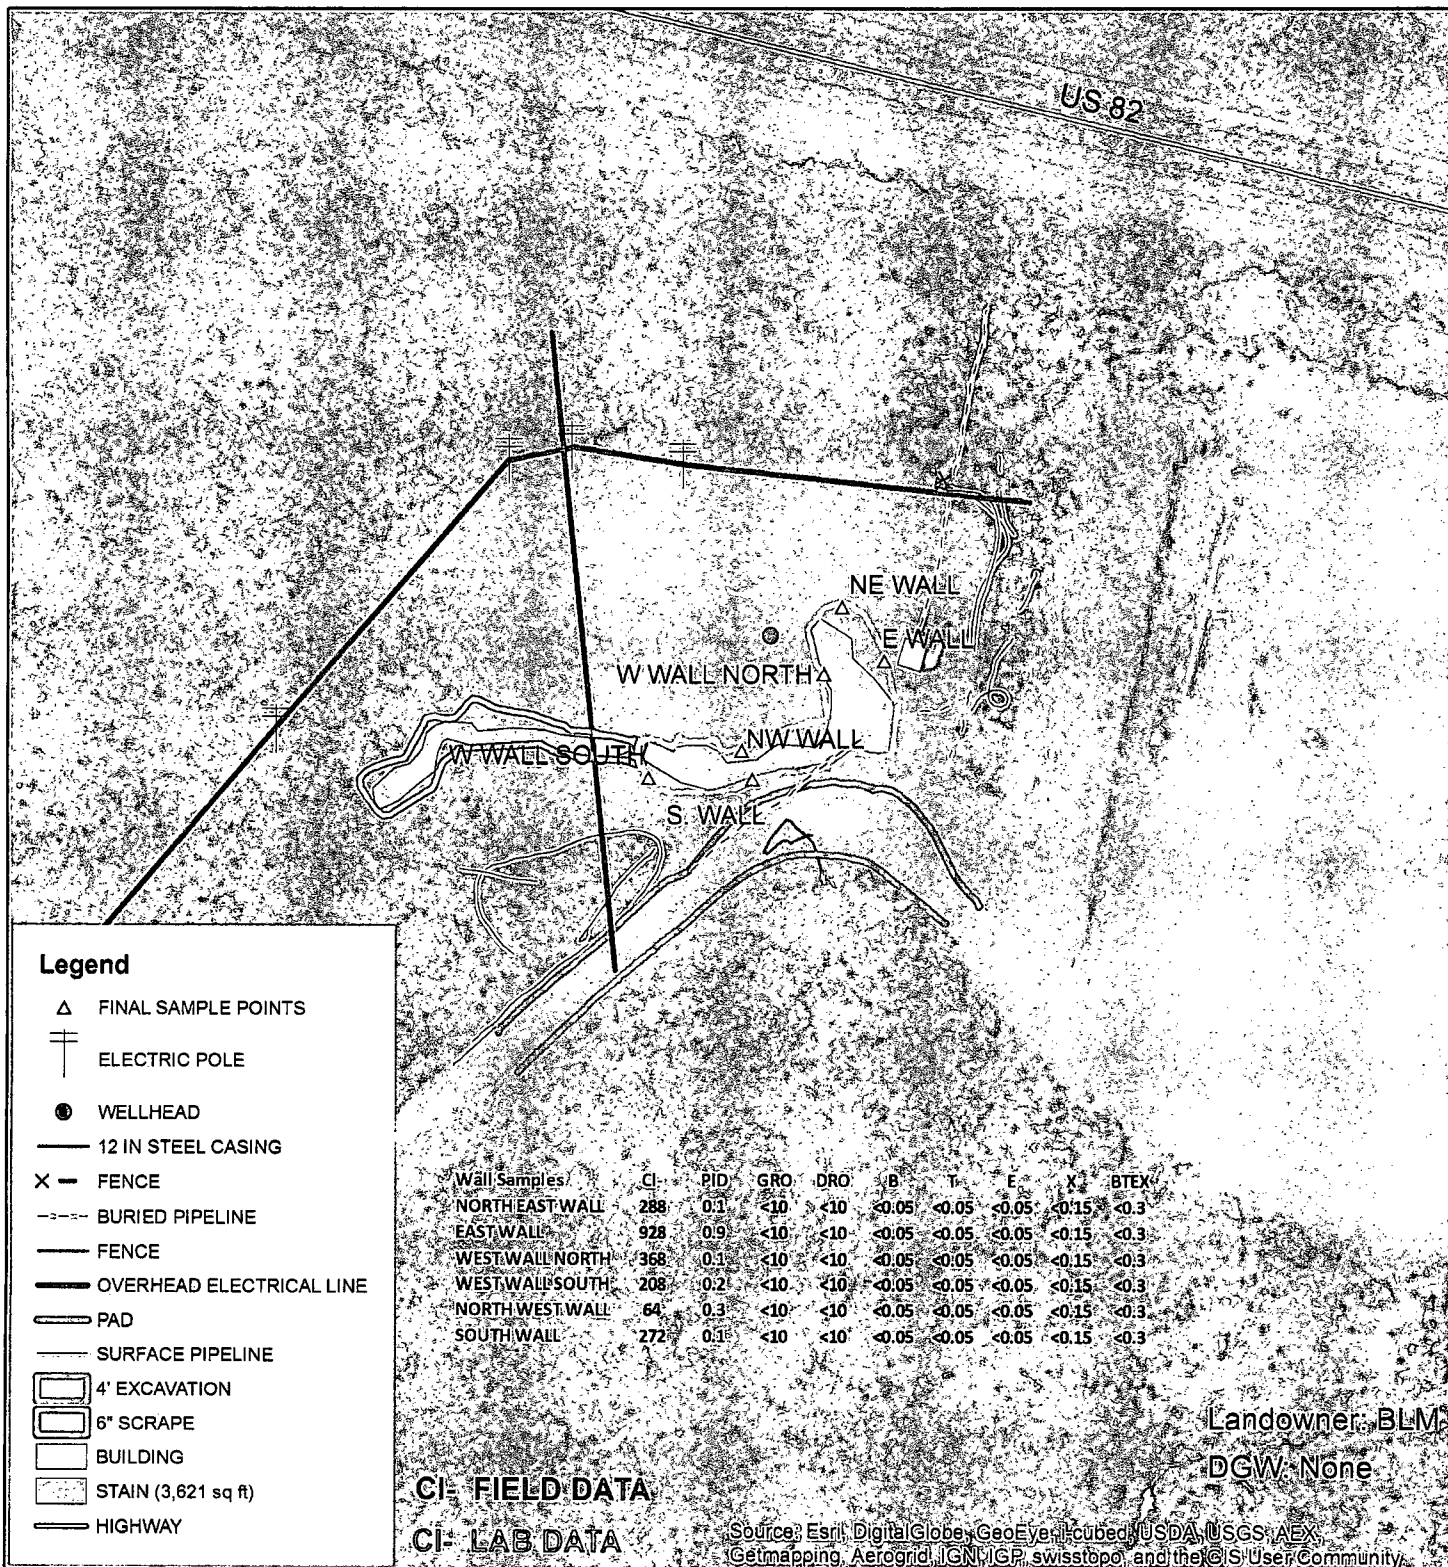 US 82
NE WALL
E WALL
W WALL NORTH
NW WALL
W WALL SOUTH
S WALL
Legend
FINAL SAMPLE POINTS
ELECTRIC POLE
WELLHEAD
12 IN STEEL CASING
FENCE
BURIED PIPELINE
FENCE
OVERHEAD ELECTRICAL LINE
PAD
SURFACE PIPELINE
4' EXCAVATION
6" SCRAPE
BUILDING
STAIN (3,621 sq ft)
HIGHWAY
Wall Samples Cl- PID GRO DRO B T E X BTEX
NORTH EAST WALL 288 0.1 <10 <10 <0.05 <0.05 <0.05 <0.15 <0.3
EAST WALL 928 0.9 <10 <10 <0.05 <0.05 <0.05 <0.15 <0.3
WEST WALL NORTH 368 0.1 <10 <10 <0.05 <0.05 <0.05 <0.15 <0.3
WEST WALL SOUTH 208 0.2 <10 <10 <0.05 <0.05 <0.05 <0.15 <0.3
NORTH WEST WALL 64 0.3 <10 <10 <0.05 <0.05 <0.05 <0.15 <0.3
SOUTH WALL 272 0.1 <10 <10 <0.05 <0.05 <0.05 <0.15 <0.3
Landowner: BLM
DGW: None
Cl- FIELD DATA
Cl- LAB DATA
Source: Esri, DigitalGlobe, GeoEye, i-cubed, USDA, USGS, AEX,
Getmapping, Aerogrid, IGN, IGP, swisstopo, and the GIS User Community